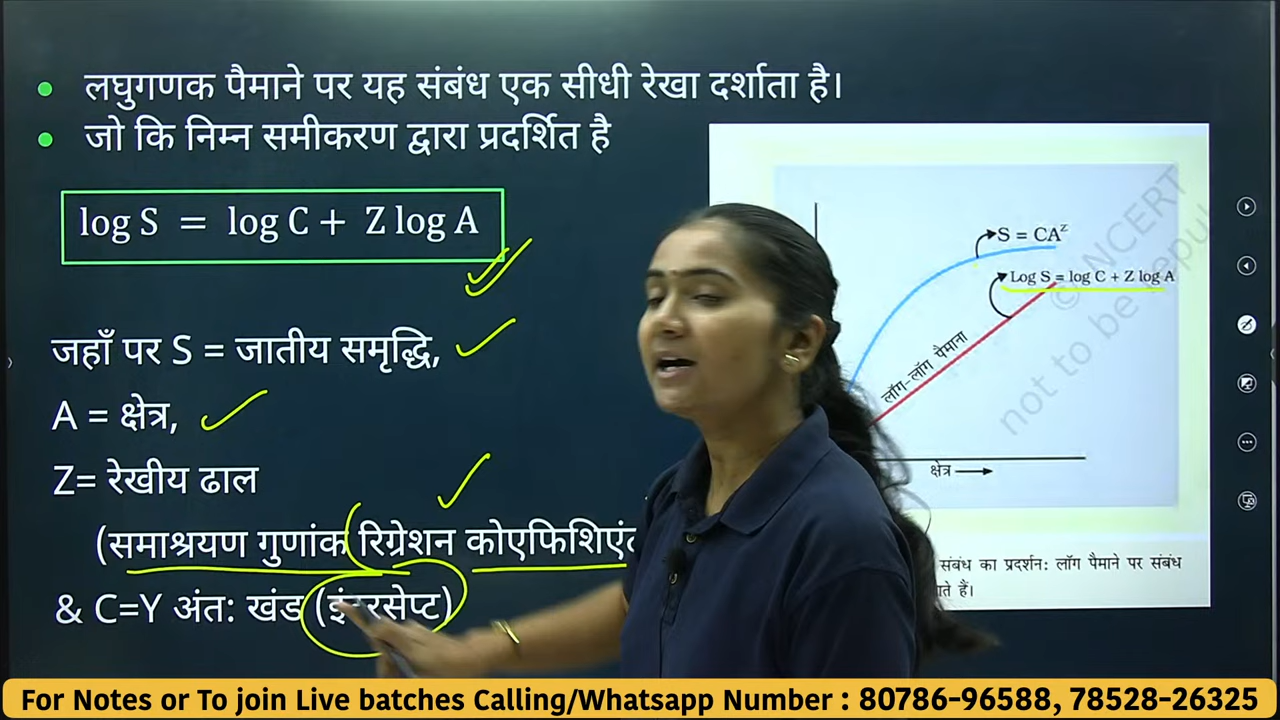 लघुगणक पैमाने पर यह संबंध एक सीधी रेखा दर्शाता है।
जो कि निम्न समीकरण द्वारा प्रदर्शित है
log S = log C + Z log A
जहाँ पर S = जातीय समृद्धि,
A = क्षेत्र,
Z= रेखीय ढाल
(समाश्रयण गुणांक रिग्रेशन कोएफिशिएंट
& C=Y अंत: खंड (इंटरसेप्ट)
S = CA^Z
Log S = log C + Z log A
लॉग-लॉग पैमाना
क्षेत्र
संबंध का प्रदर्शन: लॉग पैमाने पर संबंध
हैं।
© NCERT
not to be repu
For Notes or To join Live batches Calling/Whatsapp Number : 80786-96588, 78528-26325